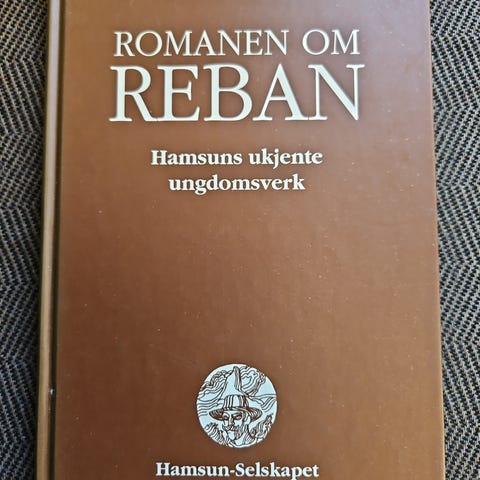 ROMANEN OM
REBAN
Hamsuns ukjente
ungdomsverk
Hamsun-Selskapet